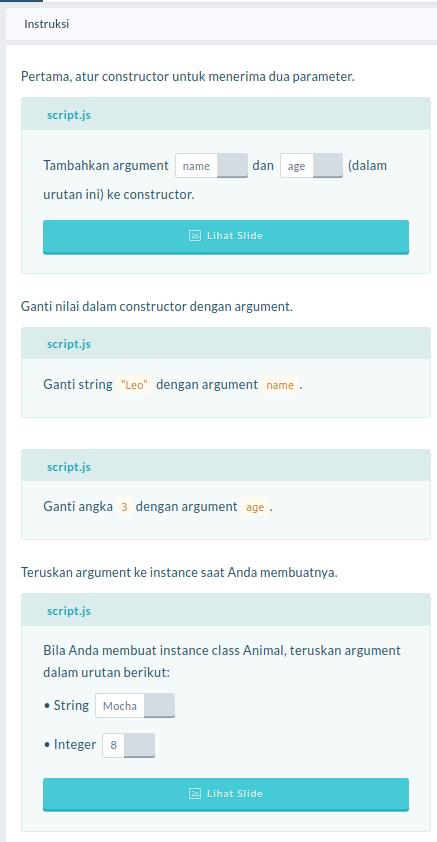 Instruksi
Pertama, atur constructor untuk menerima dua parameter.
script.js
Tambahkan argument name dan age (dalam
urutan ini) ke constructor.
Lihat Slide
Ganti nilai dalam constructor dengan argument.
script.js
Ganti string "Leo" dengan argument name .
script.js
Ganti angka 3 dengan argument age .
Teruskan argument ke instance saat Anda membuatnya.
script.js
Bila Anda membuat instance class Animal, teruskan argument
dalam urutan berikut:
• String Mocha
• Integer 8
Lihat Slide